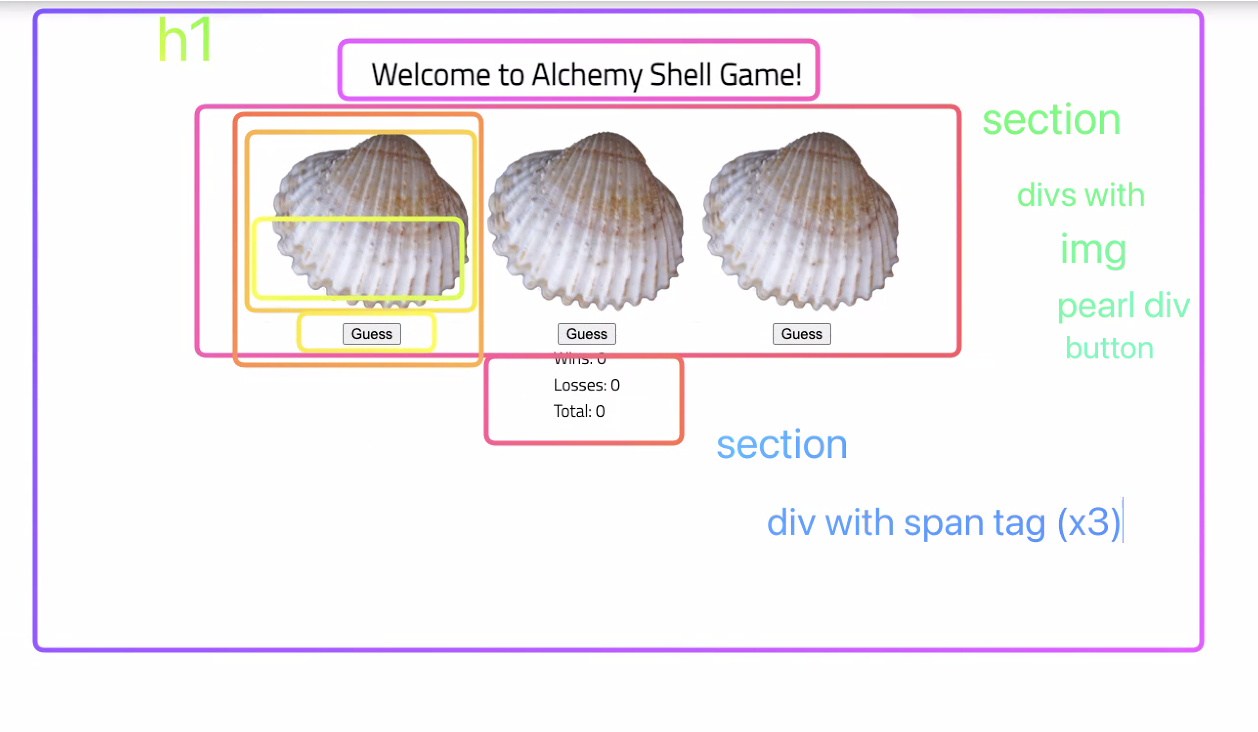 h1
Welcome to Alchemy Shell Game!
section
divs with
img
pearl div
button
Guess Guess Guess
Wins: 0
Losses: 0
Total: 0
section
div with span tag (x3)